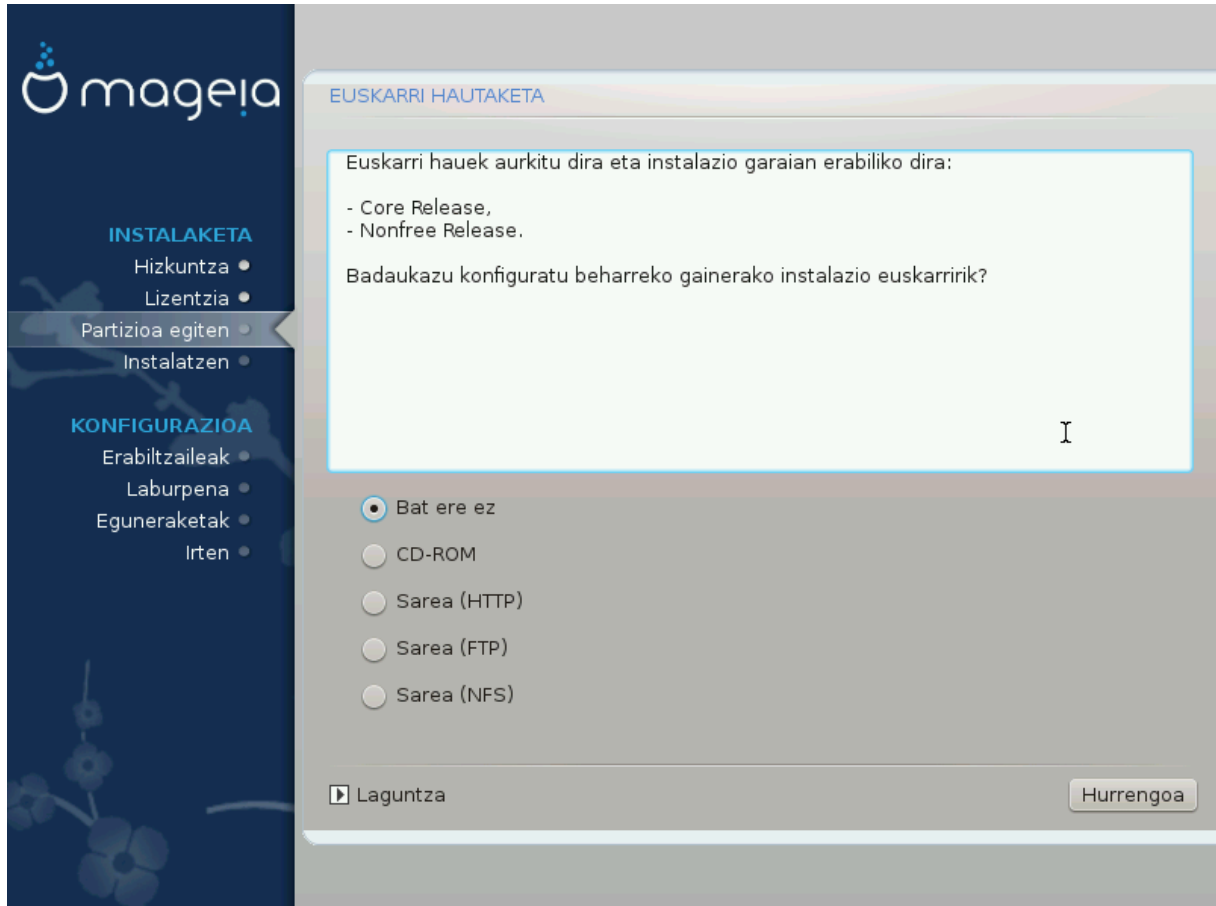 mageia
INSTALAKETA
Hizkuntza
Lizentzia
Partizioa egiten
Instalatzen
KONFIGURAZIOA
Erabiltzaileak
Laburpena
Eguneraketak
Irten
EUSKARRI HAUTAKETA
Euskarri hauek aurkitu dira eta instalazio garaian erabiliko dira:
- Core Release,
- Nonfree Release.
Badaukazu konfiguratu beharreko gainerako instalazio euskarririk?
Bat ere ez
CD-ROM
Sarea (HTTP)
Sarea (FTP)
Sarea (NFS)
Laguntza
Hurrengoa